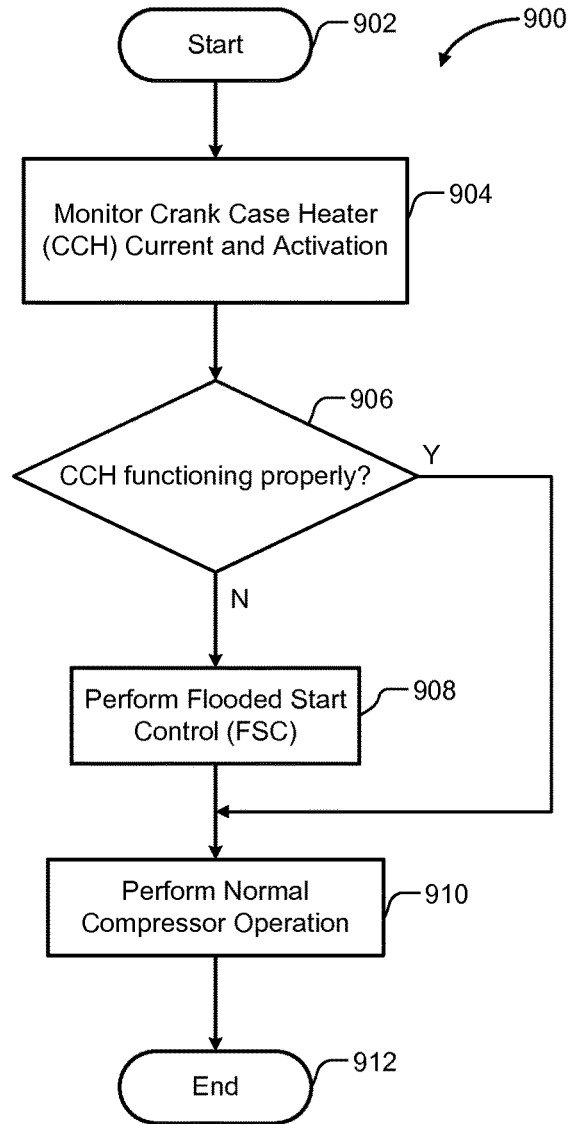 Start
902
900
Monitor Crank Case Heater
(CCH) Current and Activation
904
906
CCH functioning properly?
Y
N
Perform Flooded Start
Control (FSC)
908
Perform Normal
Compressor Operation
910
End
912